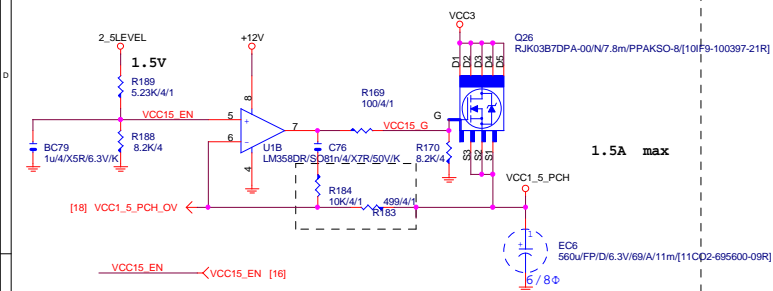 VCC3
2_5LEVEL
+12V
Q26
RJK03B7DPA-00/N/7.8m/PPAKSO-8/[10IF9-100397-21R]
1.5V
D1
D2
D3
D4
D5
D
R189
5.23K/4/1
R169
100/4/1
8
VCC15_EN
5
+
7
VCC15_G
G
6
-
R188
8.2K/4
BC79
1u/4/X5R/6.3V/K
U1B
LM358DR/SO8
C76
1n/4/X7R/50V/K
R170
8.2K/4
4
S3
S2
S1
1.5A max
VCC1_5_PCH
R184
10K/4/1
499/4/1
R183
[18] VCC1_5_PCH_OV
1
+
EC6
560u/FP/D/6.3V/69/A/11m/[11CO2-695600-09R]
VCC15_EN
VCC15_EN [16]
6/8Φ